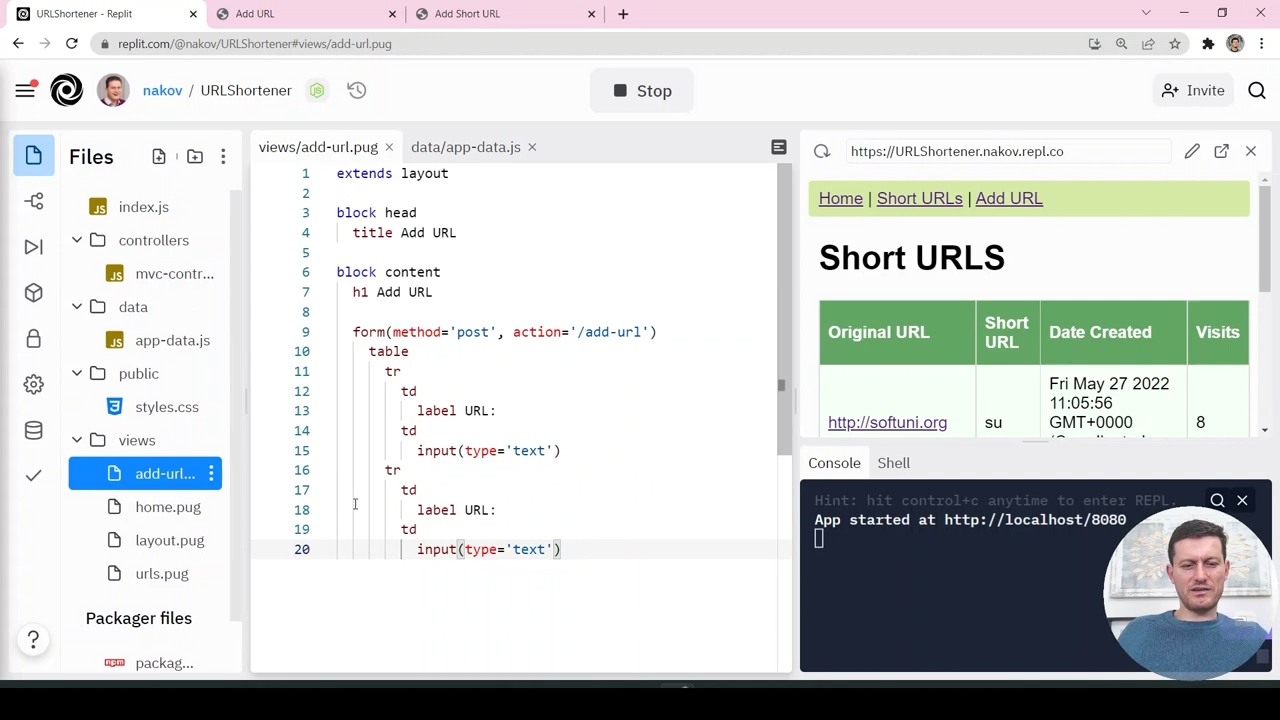 URLShortener - Replit
Add URL
Add Short URL
replit.com/@nakov/URLShortener#views/add-url.pug
nakov / URLShortener
Stop
Invite
Files
index.js
controllers
mvc-contr...
data
app-data.js
public
styles.css
views
add-url...
home.pug
layout.pug
urls.pug
Packager files
packag...
npm
JS
JS
JS
?
views/add-url.pug
data/app-data.js
1 extends layout
2
3 block head
4 title Add URL
5
6 block content
7 h1 Add URL
8
9 form(method='post', action='/add-url')
10 table
11 tr
12 td
13 label URL:
14 td
15 input(type='text')
16 tr
17 td
18 label URL:
19 td
20 input(type='text')
https://URLShortener.nakov.repl.co
Home | Short URLs | Add URL
Short URLS
Original URL
Short URL
Date Created
Visits
http://softuni.org
su
Fri May 27 2022
11:05:56
GMT+0000
8
Console
Shell
Hint: hit control+c anytime to enter REPL.
App started at http://localhost/8080